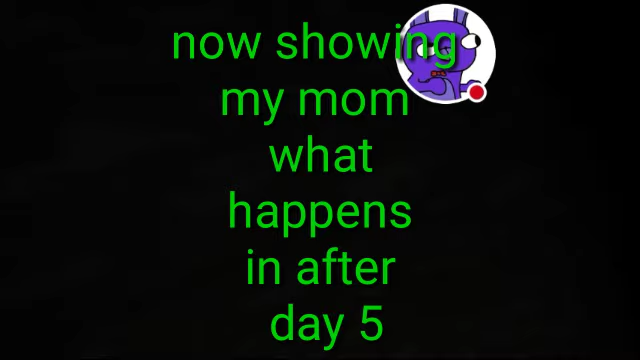 now showing
my mom
what
happens
in after
day 5